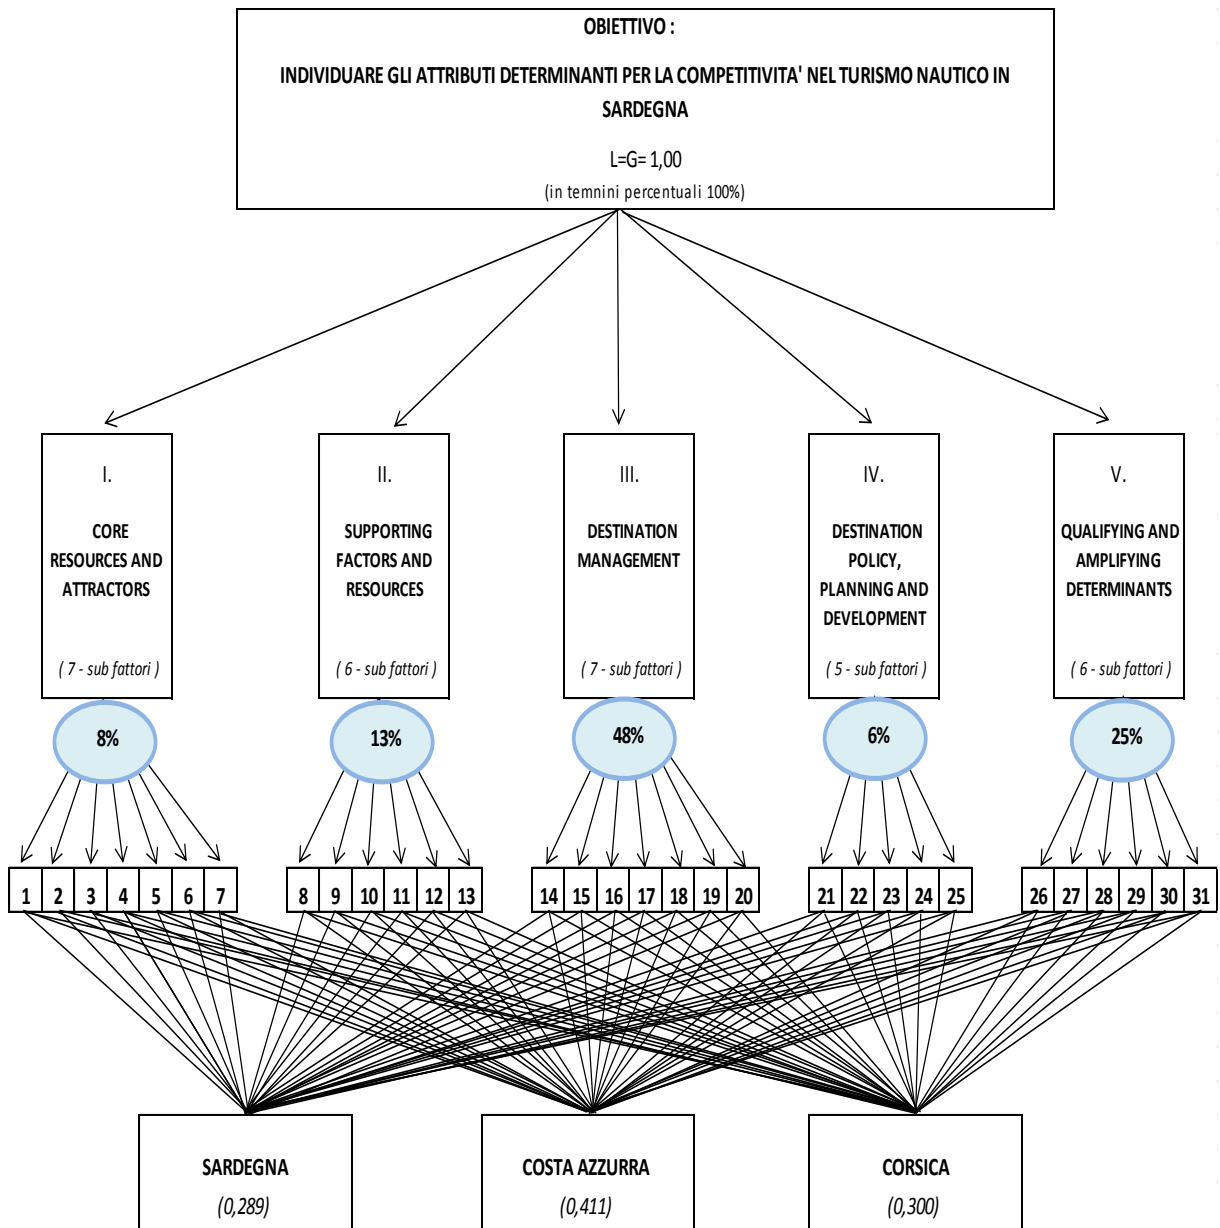 OBIETTIVO :
INDIVIDUARE GLI ATTRIBUTI DETERMINANTI PER LA COMPETITIVITA' NEL TURISMO NAUTICO IN
SARDEGNA
L=G= 1,00
(in temnini percentuali 100%)
I.
CORE
RESOURCES AND
ATTRACTORS
( 7 - sub fattori )
II.
SUPPORTING
FACTORS AND
RESOURCES
( 6 - sub fattori )
III.
DESTINATION
MANAGEMENT
( 7 - sub fattori )
IV.
DESTINATION
POLICY,
PLANNING AND
DEVELOPMENT
( 5 - sub fattori )
V.
QUALIFYING AND
AMPLIFYING
DETERMINANTS
( 6 - sub fattori )
8%
13%
48%
6%
25%
1 2 3 4 5 6 7
8 9 10 11 12 13
14 15 16 17 18 19 20
21 22 23 24 25
26 27 28 29 30 31
SARDEGNA
(0,289)
COSTA AZZURRA
(0,411)
CORSICA
(0,300)